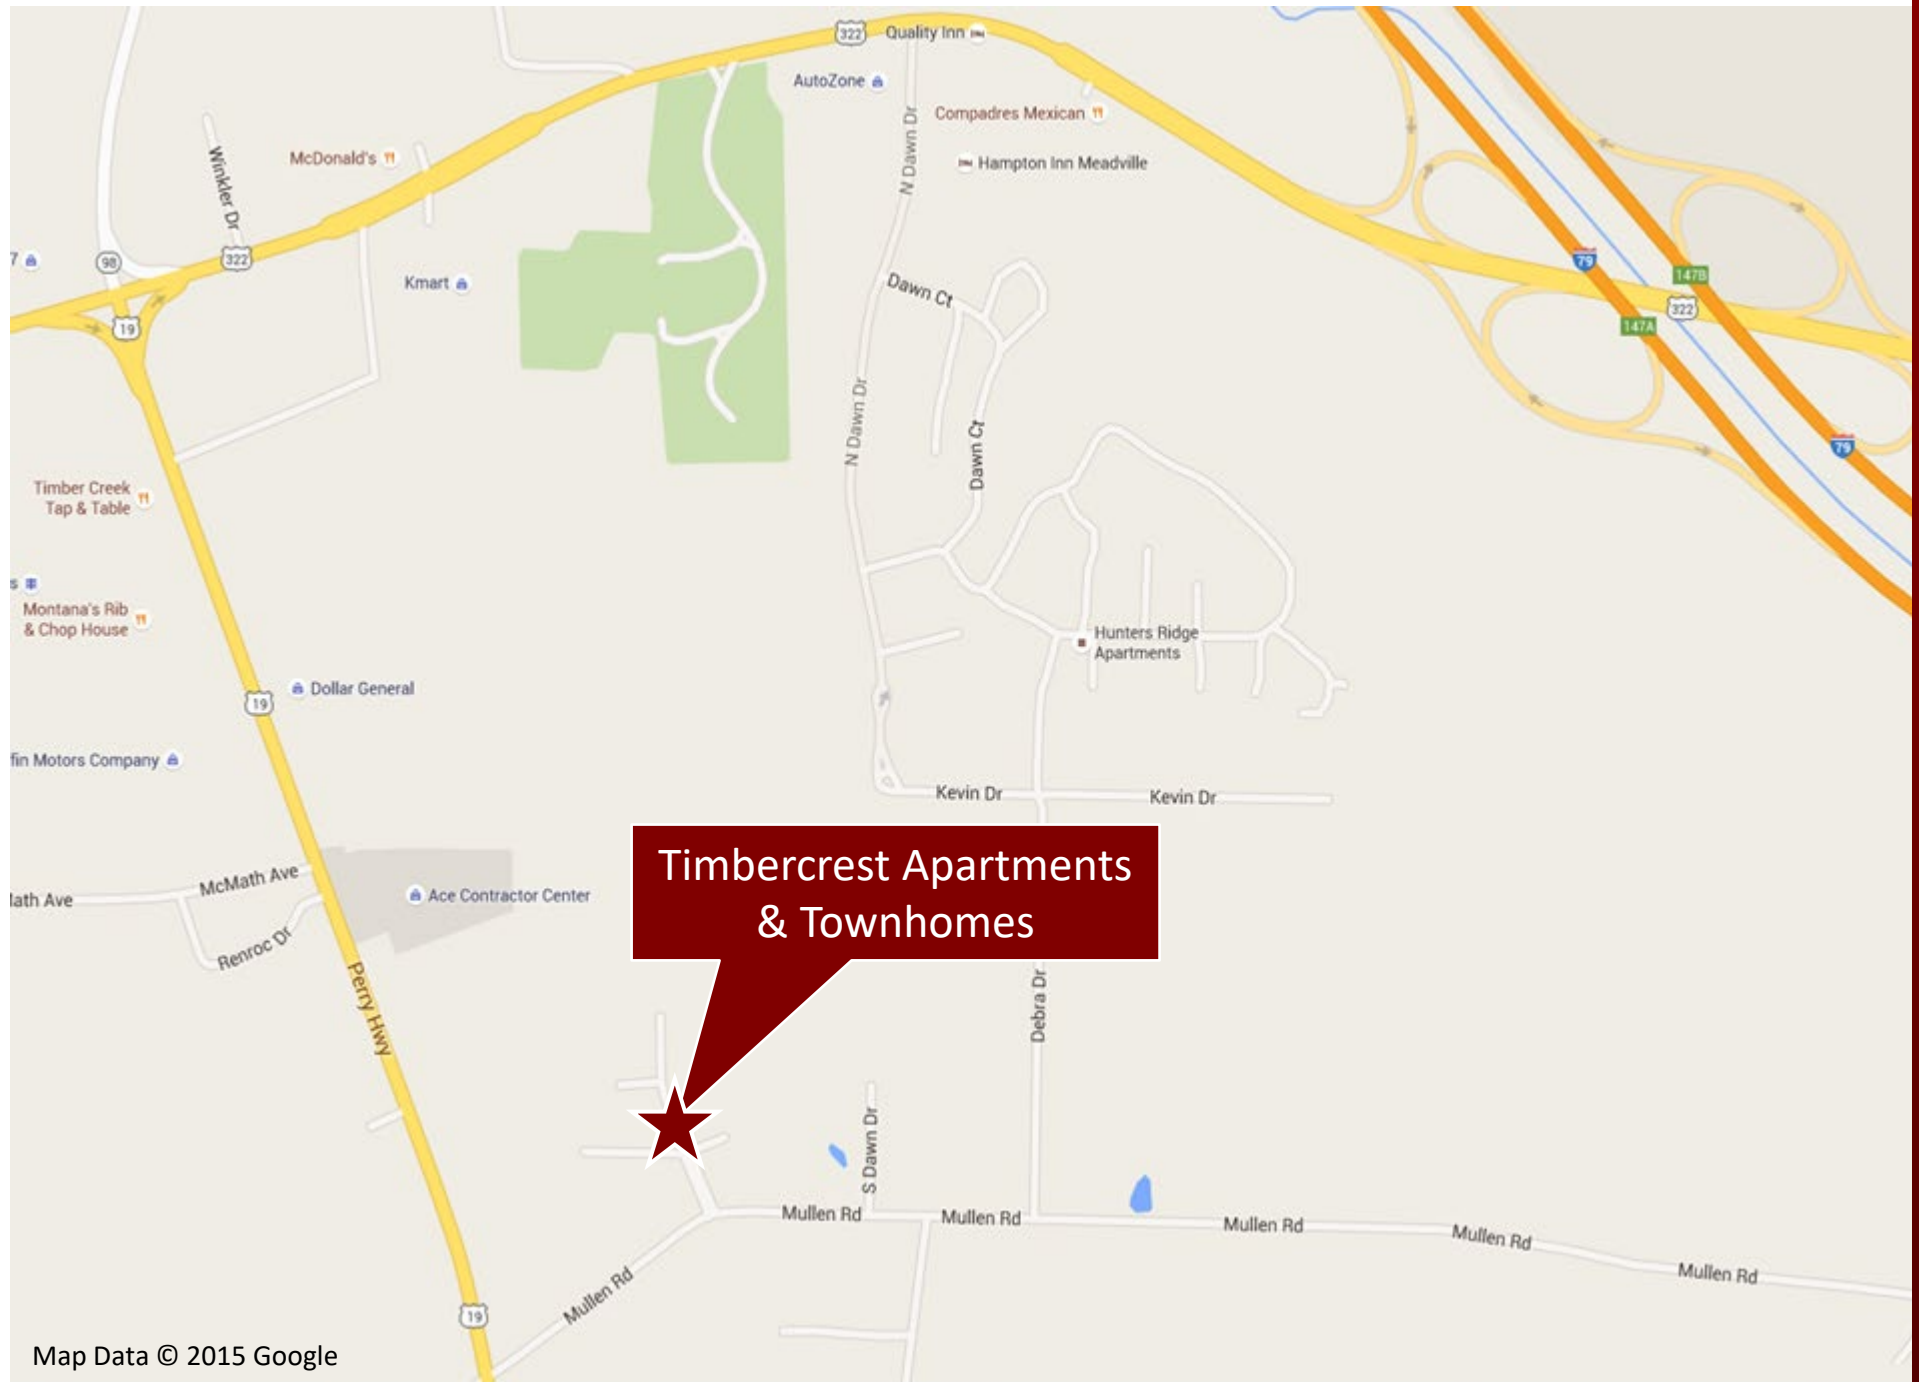 322
Quality Inn
AutoZone
Compadres Mexican
N Dawn Dr
McDonald's
Winkler Dr
Hampton Inn Meadville
7
98
322
79
147B
Kmart
Dawn Ct
322
19
147A
N Dawn Dr
Dawn Ct
79
Timber Creek
Tap & Table
s
Montana's Rib
& Chop House
Hunters Ridge
Apartments
Dollar General
19
fin Motors Company
Kevin Dr
Kevin Dr
Timbercrest Apartments
& Townhomes
McMath Ave
ath Ave
Ace Contractor Center
Renroc Dr
Perry Hwy
Debra Dr
S Dawn Dr
Mullen Rd
Mullen Rd
Mullen Rd
Mullen Rd
Mullen Rd
Mullen Rd
19
Map Data © 2015 Google